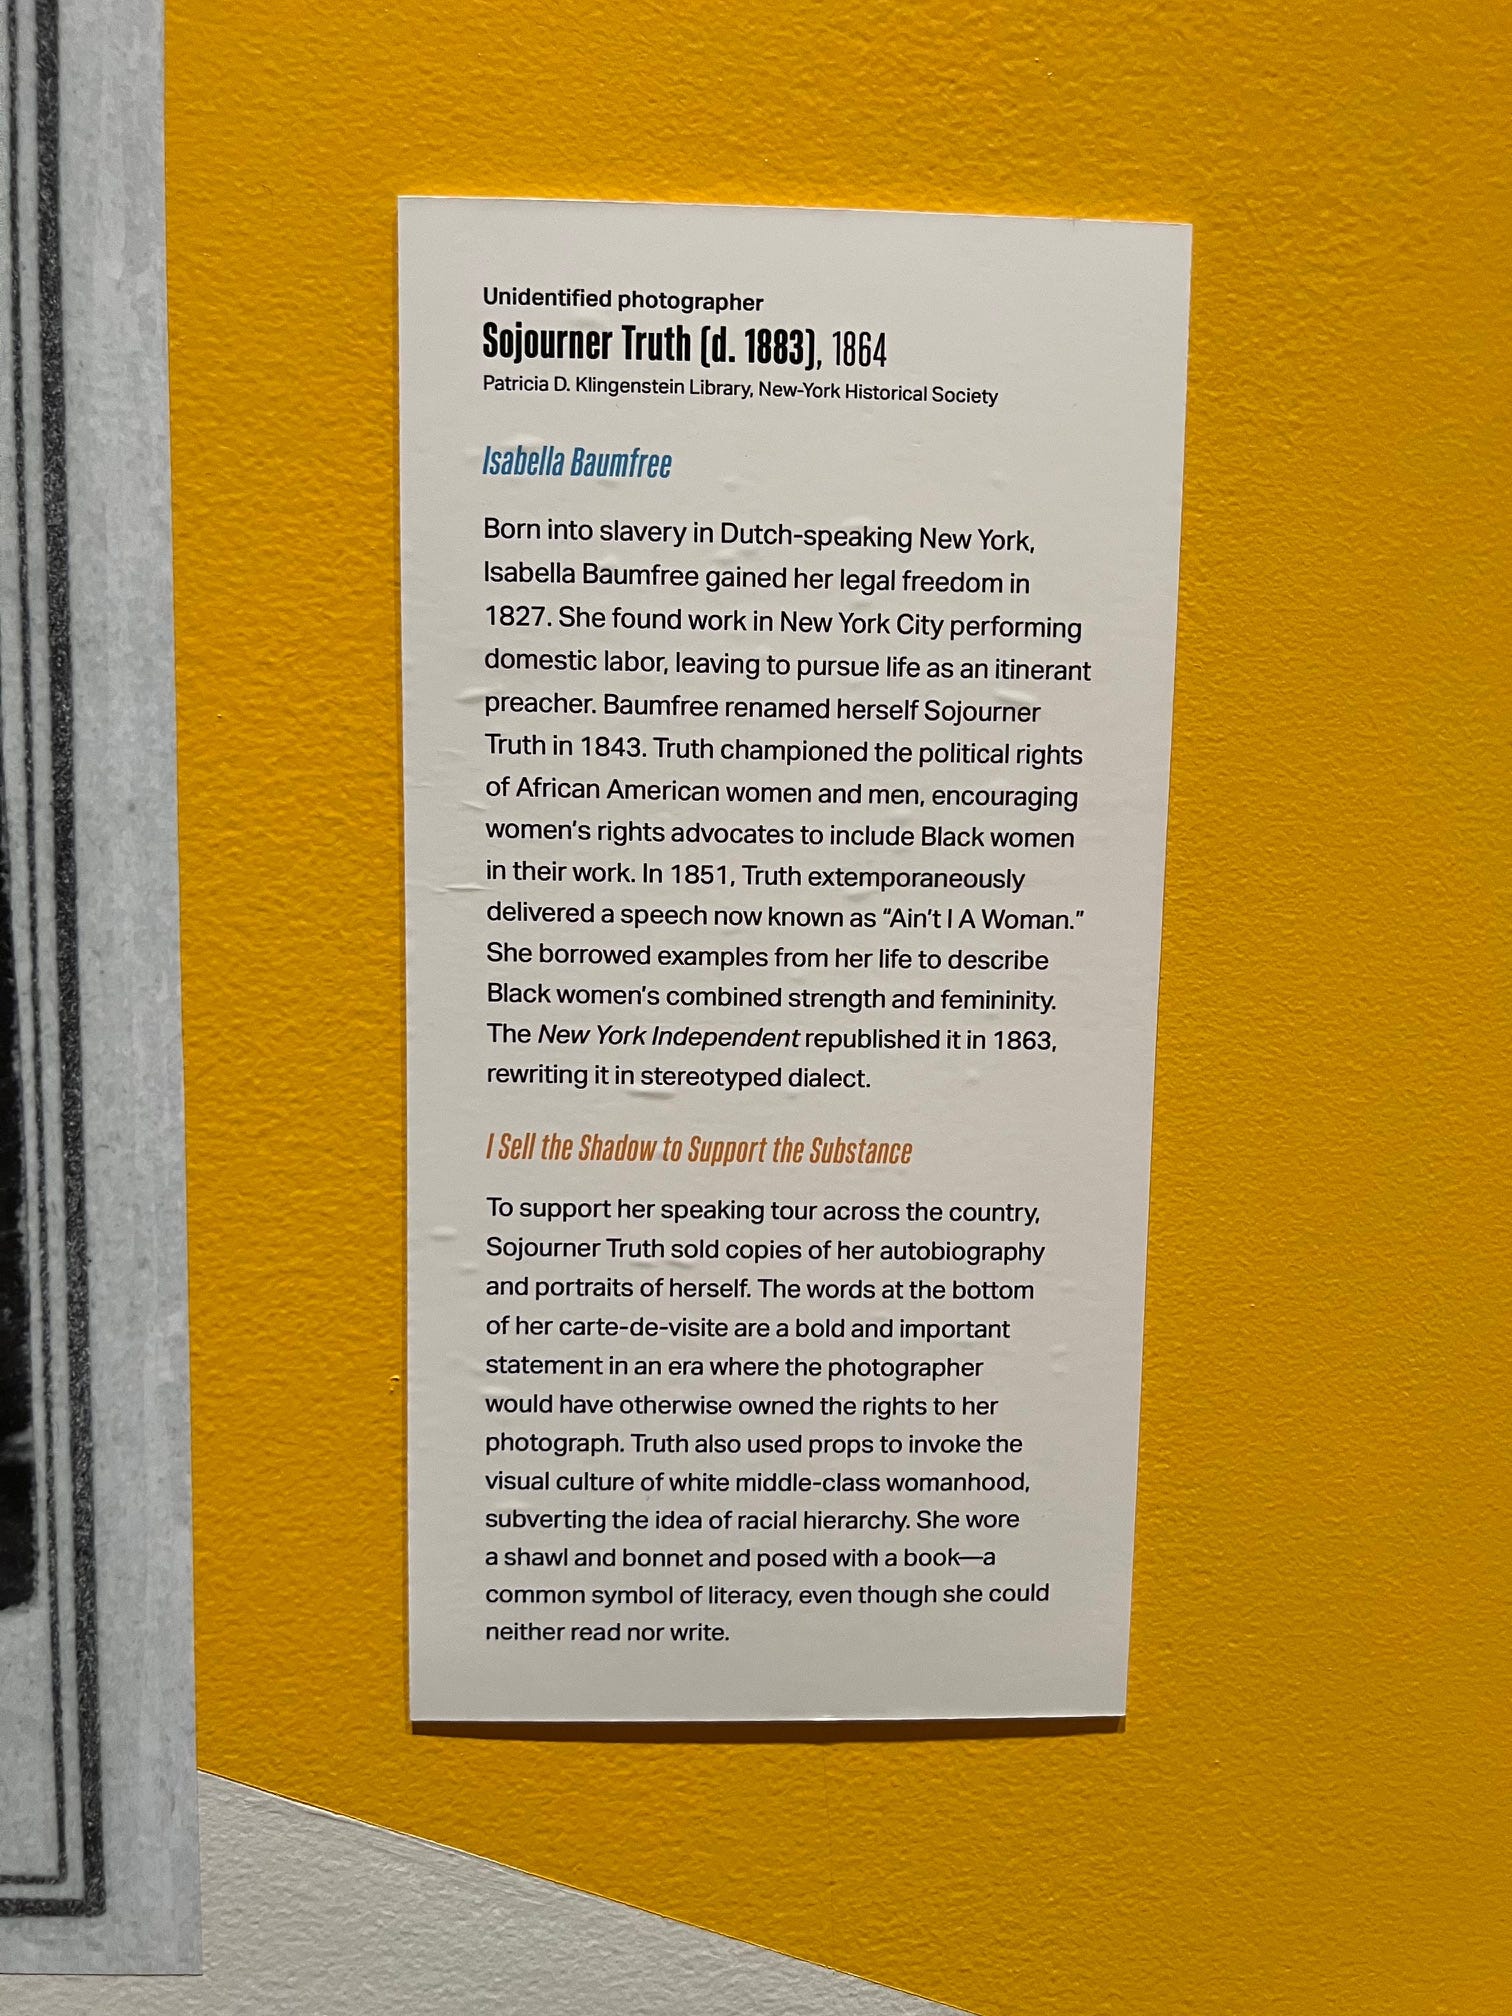 Unidentified photographer
Sojourner Truth (d. 1883), 1864
Patricia D. Klingenstein Library, New-York Historical Society
Isabella Baumfree
Born into slavery in Dutch-speaking New York,
Isabella Baumfree gained her legal freedom in
1827. She found work in New York City performing
domestic labor, leaving to pursue life as an itinerant
preacher. Baumfree renamed herself Sojourner
Truth in 1843. Truth championed the political rights
of African American women and men, encouraging
women's rights advocates to include Black women
in their work. In 1851, Truth extemporaneously
delivered a speech now known as “Ain't I A Woman.”
She borrowed examples from her life to describe
Black women's combined strength and femininity.
The New York Independent republished it in 1863,
rewriting it in stereotyped dialect.
I Sell the Shadow to Support the Substance
To support her speaking tour across the country,
Sojourner Truth sold copies of her autobiography
and portraits of herself. The words at the bottom
of her carte-de-visite are a bold and important
statement in an era where the photographer
would have otherwise owned the rights to her
photograph. Truth also used props to invoke the
visual culture of white middle-class womanhood,
subverting the idea of racial hierarchy. She wore
a shawl and bonnet and posed with a book—a
common symbol of literacy, even though she could
neither read nor write.